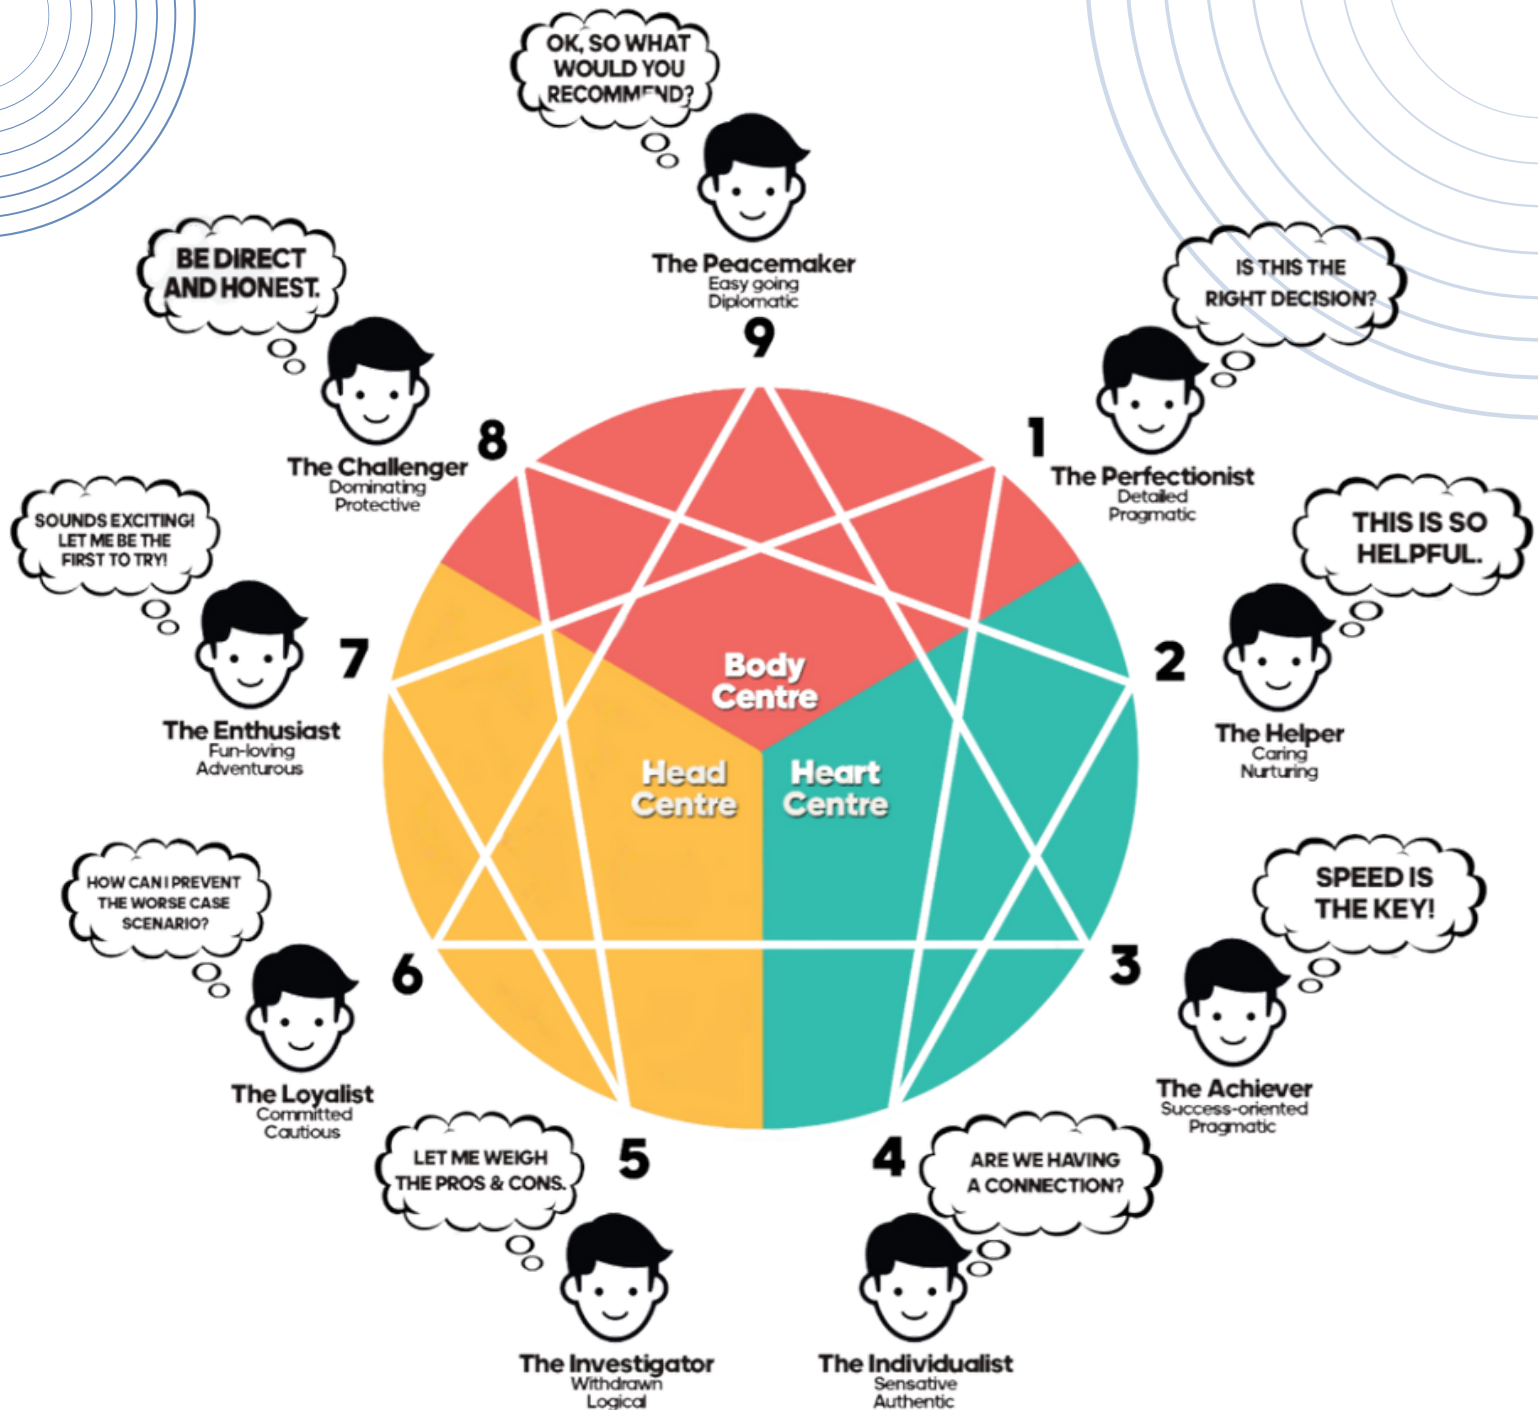 OK, SO WHAT
WOULD YOU
RECOMMEND?
The Peacemaker
Easy going
Diplomatic
9
IS THIS THE
RIGHT DECISION?
1
The Perfectionist
Detailed
Pragmatic
THIS IS SO
HELPFUL.
2
The Helper
Caring
Nurturing
SPEED IS
THE KEY!
3
The Achiever
Success-oriented
Pragmatic
ARE WE HAVING
A CONNECTION?
4
The Individualist
Sensative
Authentic
LET ME WEIGH
THE PROS & CONS.
5
The Investigator
Withdrawn
Logical
HOW CAN I PREVENT
THE WORSE CASE
SCENARIO?
6
The Loyalist
Committed
Cautious
SOUNDS EXCITING!
LET ME BE THE
FIRST TO TRY!
7
The Enthusiast
Fun-loving
Adventurous
BE DIRECT
AND HONEST.
8
The Challenger
Dominating
Protective
Body
Centre
Head
Centre
Heart
Centre